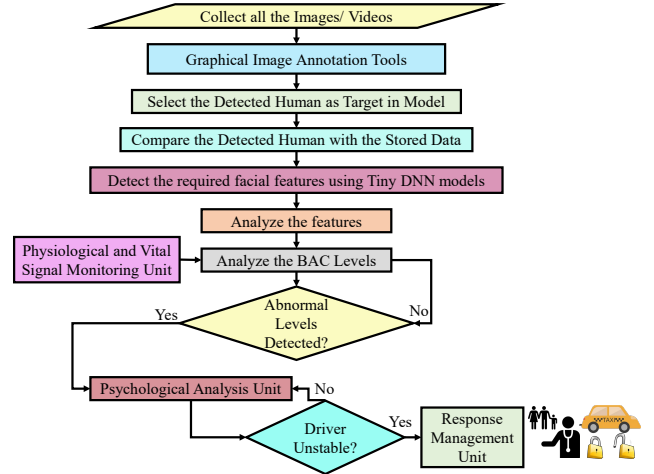 Collect all the Images/ Videos
Graphical Image Annotation Tools
Select the Detected Human as Target in Model
Compare the Detected Human with the Stored Data
Detect the required facial features using Tiny DNN models
Analyze the features
Physiological and Vital
Signal Monitoring Unit
Analyze the BAC Levels
Yes
Abnormal
Levels
Detected?
No
Psychological Analysis Unit
No
Driver
Unstable?
Yes
Response
Management
Unit
TAXI